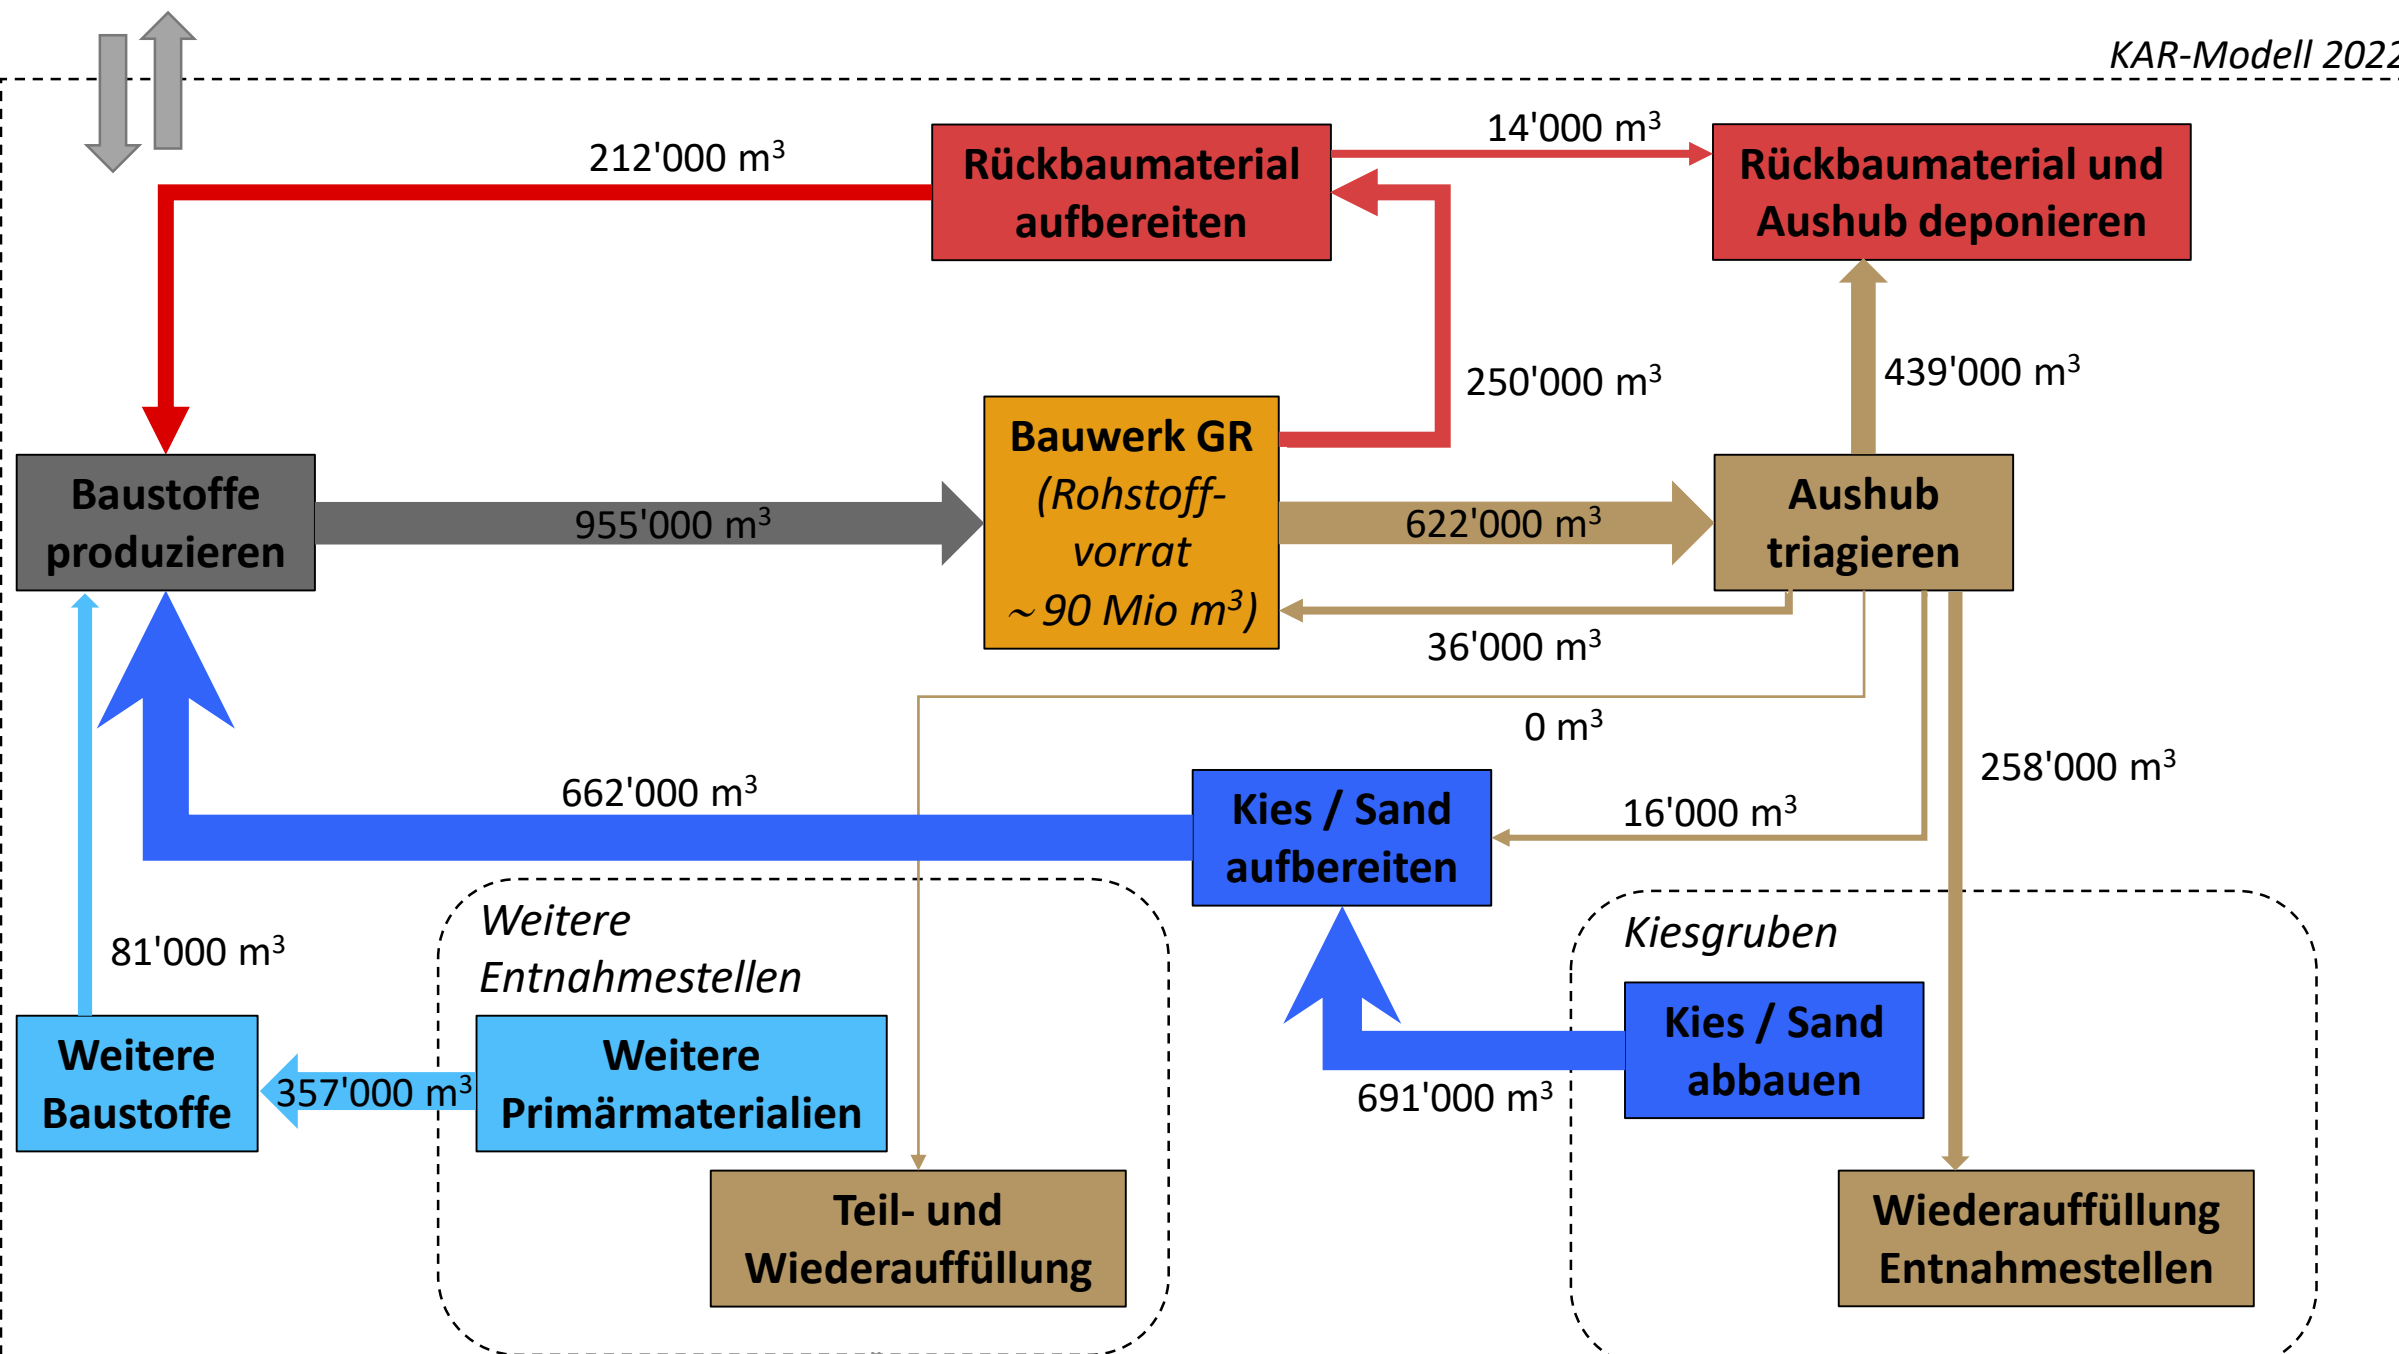 KAR-Modell 2022
212'000 m³
Rückbaumaterial
aufbereiten
14'000 m³
Rückbaumaterial und
Aushub deponieren
250'000 m³
439'000 m³
Baustoffe
produzieren
955'000 m³
Bauwerk GR
(Rohstoff-
vorrat
~90 Mio m³)
622'000 m³
Aushub
triagieren
36'000 m³
0 m³
258'000 m³
662'000 m³
Kies / Sand
aufbereiten
16'000 m³
81'000 m³
Weitere
Entnahmestellen
Kiesgruben
Weitere
Baustoffe
357'000 m³
Weitere
Primärmaterialien
691'000 m³
Kies / Sand
abbauen
Teil- und
Wiederauffüllung
Wiederauffüllung
Entnahmestellen